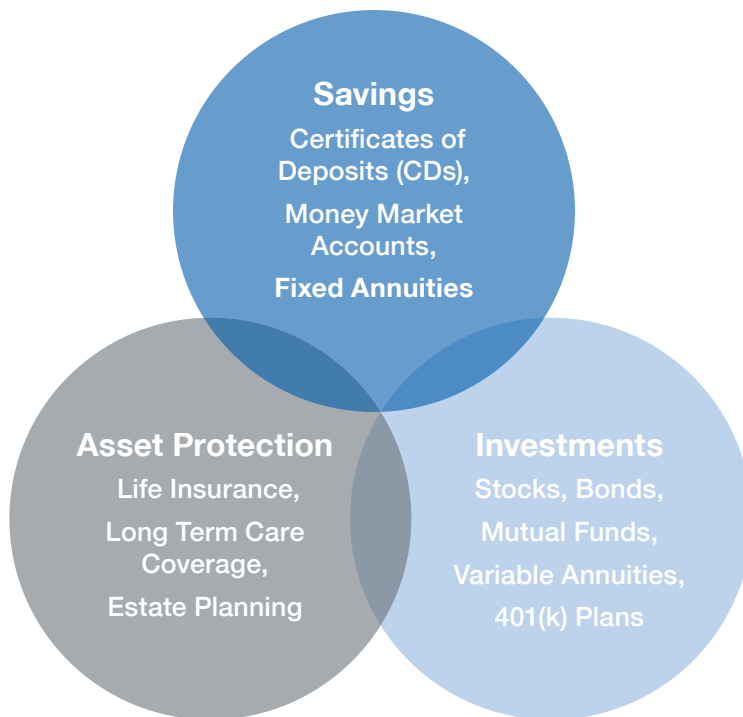 Savings
Certificates of
Deposits (CDs),
Money Market
Accounts,
Fixed Annuities
Asset Protection
Life Insurance,
Long Term Care
Coverage,
Estate Planning
Investments
Stocks, Bonds,
Mutual Funds,
Variable Annuities,
401(k) Plans